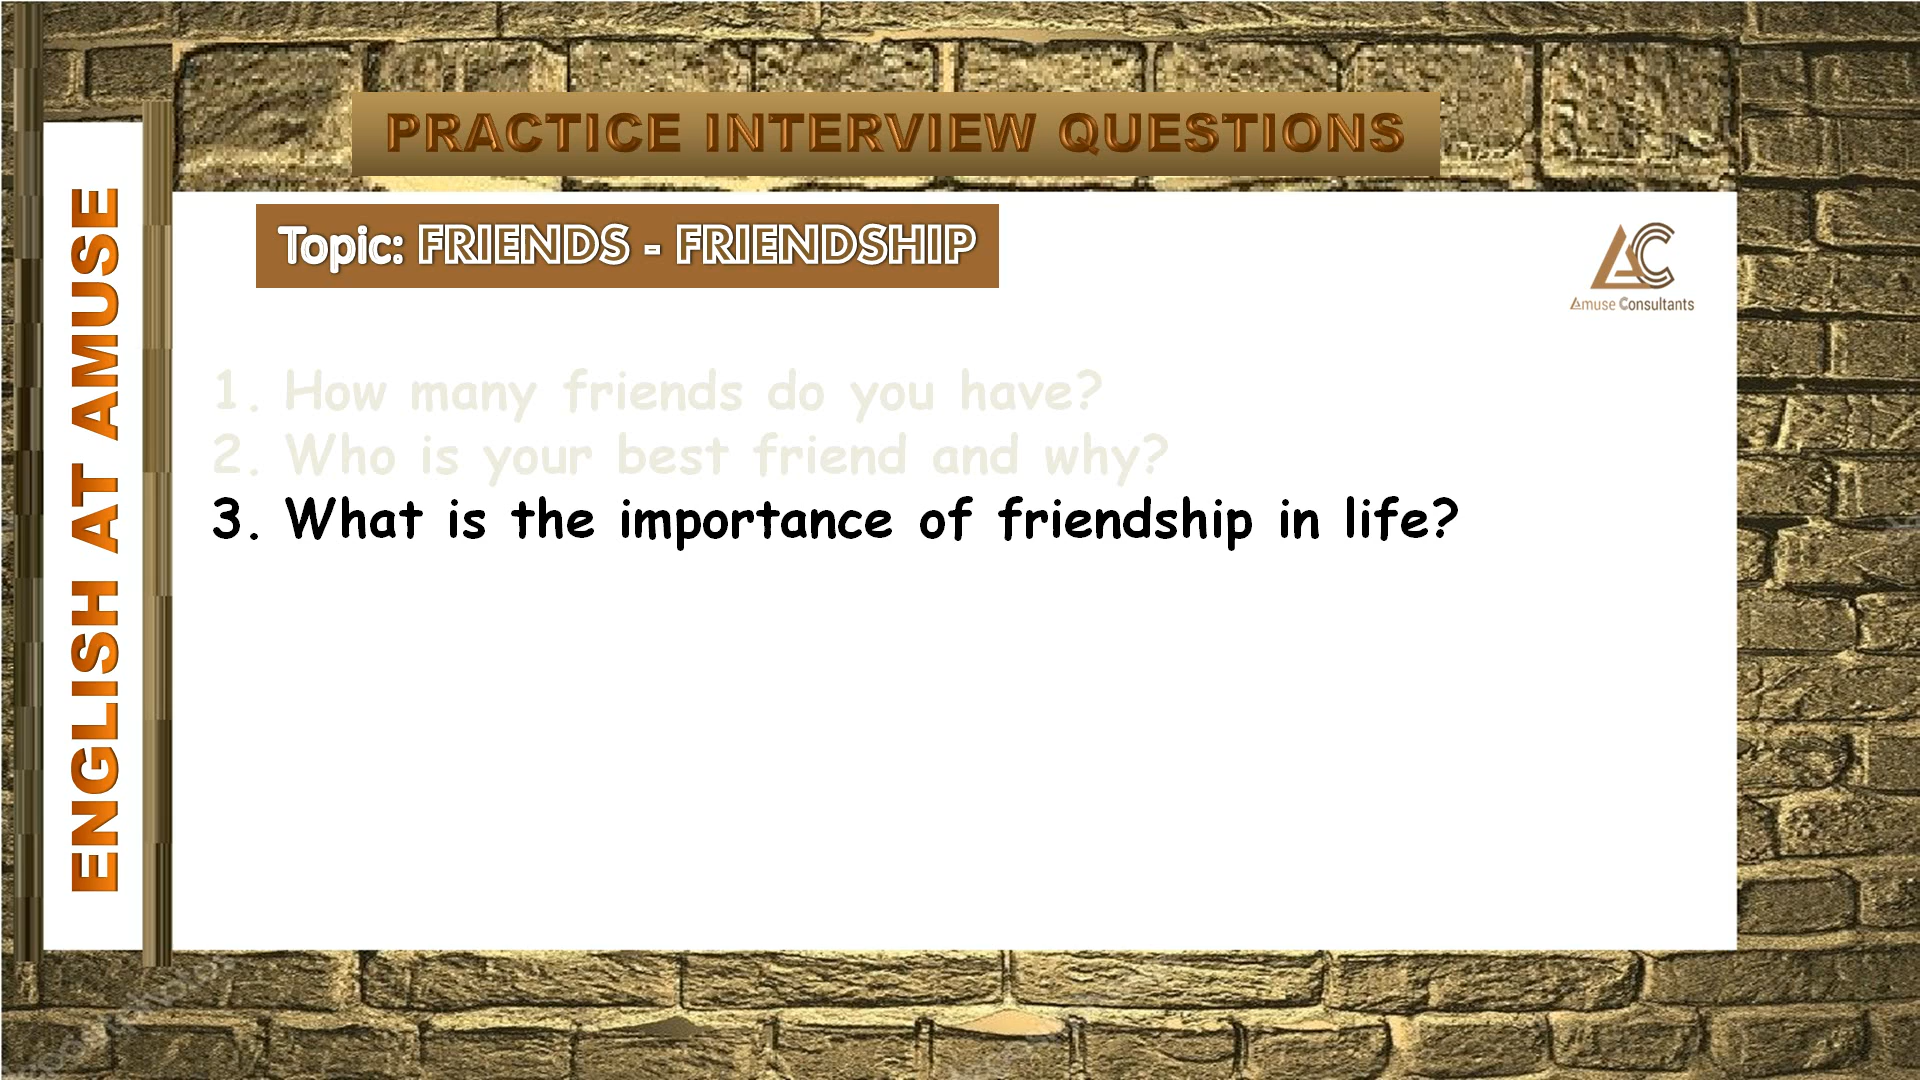 PRACTICE INTERVIEW QUESTIONS
ENGLISH AT AMUSE
Topic: FRIENDS - FRIENDSHIP
AC
Amuse Consultants
1. How many friends do you have?
2. Who is your best friend and why?
3. What is the importance of friendship in life?